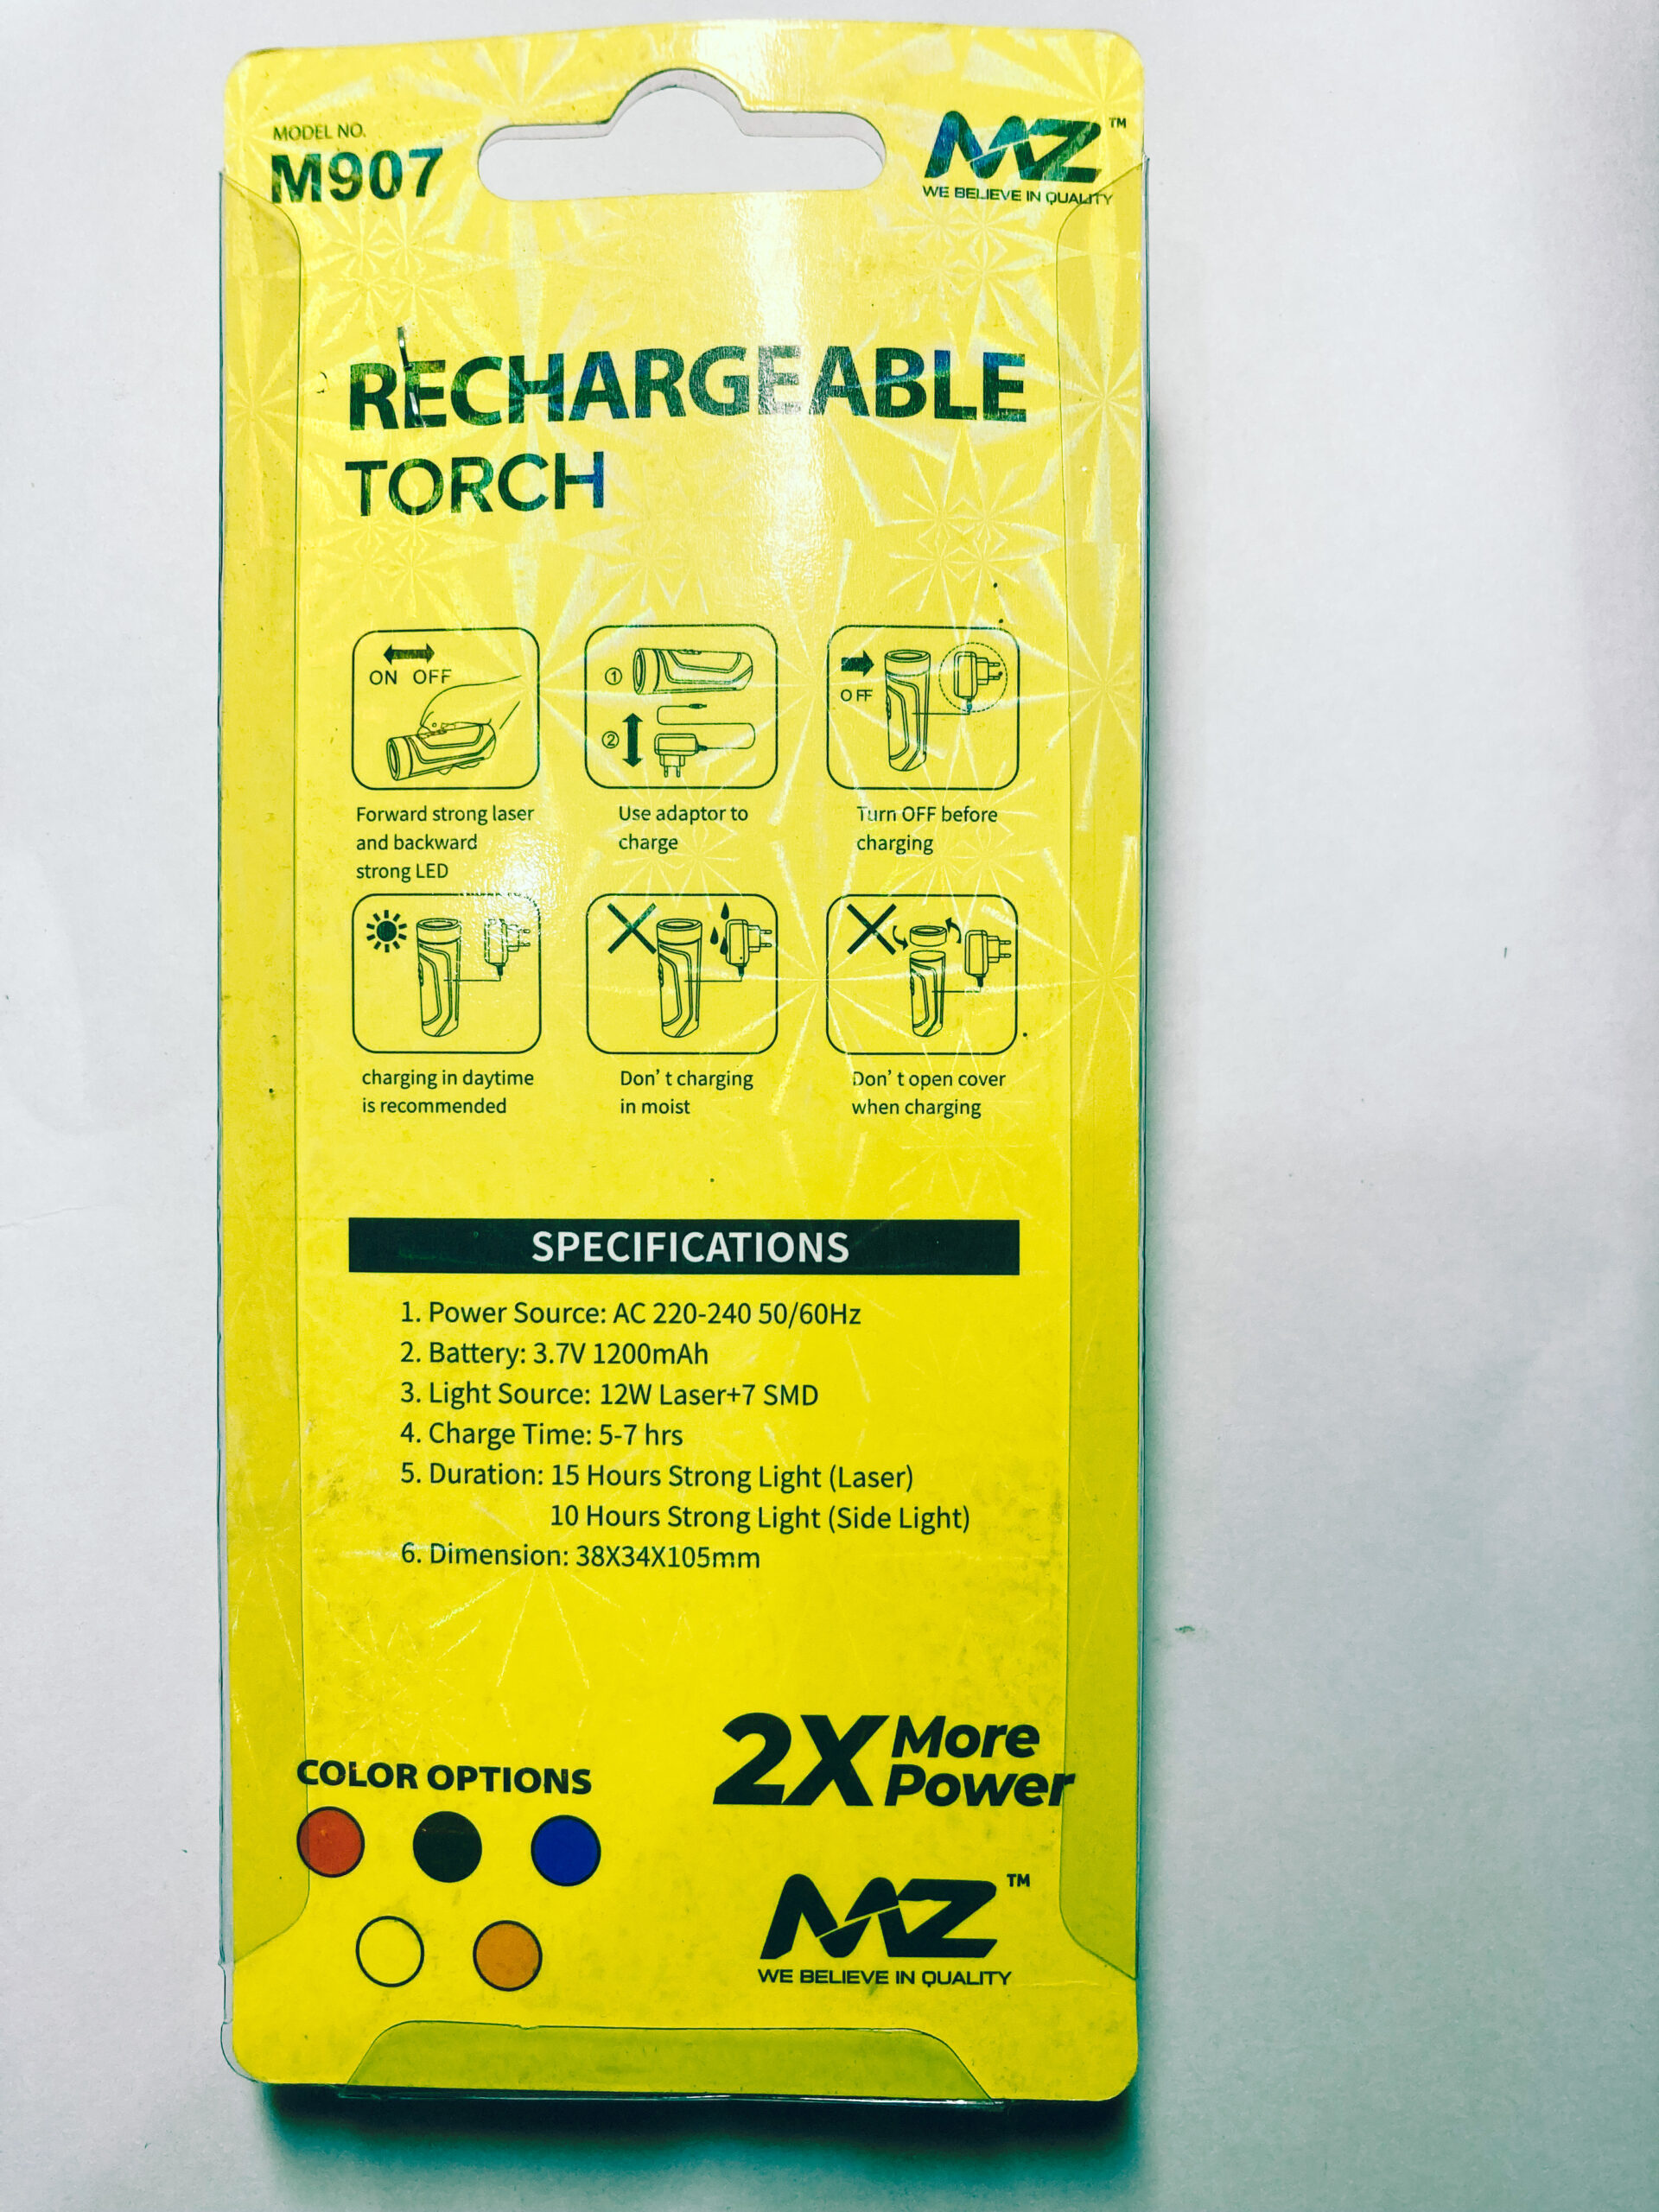 MODEL NO.
M907
MZ™
WE BELIEVE IN QUALITY
RECHARGEABLE
TORCH
ON OFF
Forward strong laser
and backward
strong LED
①
②
Use adaptor to
charge
OFF
Turn OFF before
charging
charging in daytime
is recommended
Don’ t charging
in moist
Don’ t open cover
when charging
SPECIFICATIONS
1. Power Source: AC 220-240 50/60Hz
2. Battery: 3.7V 1200mAh
3. Light Source: 12W Laser+7 SMD
4. Charge Time: 5-7 hrs
5. Duration: 15 Hours Strong Light (Laser)
10 Hours Strong Light (Side Light)
6. Dimension: 38X34X105mm
COLOR OPTIONS
2X More
Power
MZ™
WE BELIEVE IN QUALITY